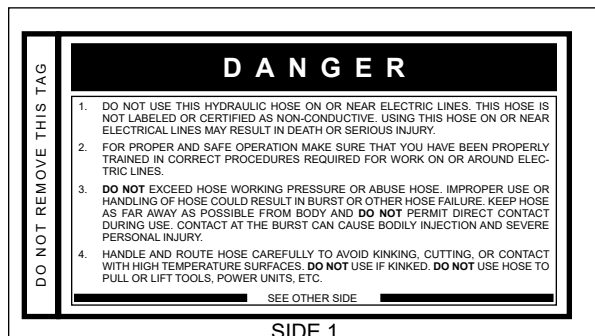 DO NOT REMOVE THIS TAG
D A N G E R
1. DO NOT USE THIS HYDRAULIC HOSE ON OR NEAR ELECTRIC LINES. THIS HOSE IS
NOT LABELED OR CERTIFIED AS NON-CONDUCTIVE. USING THIS HOSE ON OR NEAR
ELECTRICAL LINES MAY RESULT IN DEATH OR SERIOUS INJURY.
2. FOR PROPER AND SAFE OPERATION MAKE SURE THAT YOU HAVE BEEN PROPERLY
TRAINED IN CORRECT PROCEDURES REQUIRED FOR WORK ON OR AROUND ELEC-
TRIC LINES.
3. DO NOT EXCEED HOSE WORKING PRESSURE OR ABUSE HOSE. IMPROPER USE OR
HANDLING OF HOSE COULD RESULT IN BURST OR OTHER HOSE FAILURE. KEEP HOSE
AS FAR AWAY AS POSSIBLE FROM BODY AND DO NOT PERMIT DIRECT CONTACT
DURING USE. CONTACT AT THE BURST CAN CAUSE BODILY INJECTION AND SEVERE
PERSONAL INJURY.
4. HANDLE AND ROUTE HOSE CAREFULLY TO AVOID KINKING, CUTTING, OR CONTACT
WITH HIGH TEMPERATURE SURFACES. DO NOT USE IF KINKED. DO NOT USE HOSE TO
PULL OR LIFT TOOLS, POWER UNITS, ETC.
SEE OTHER SIDE
SIDE 1